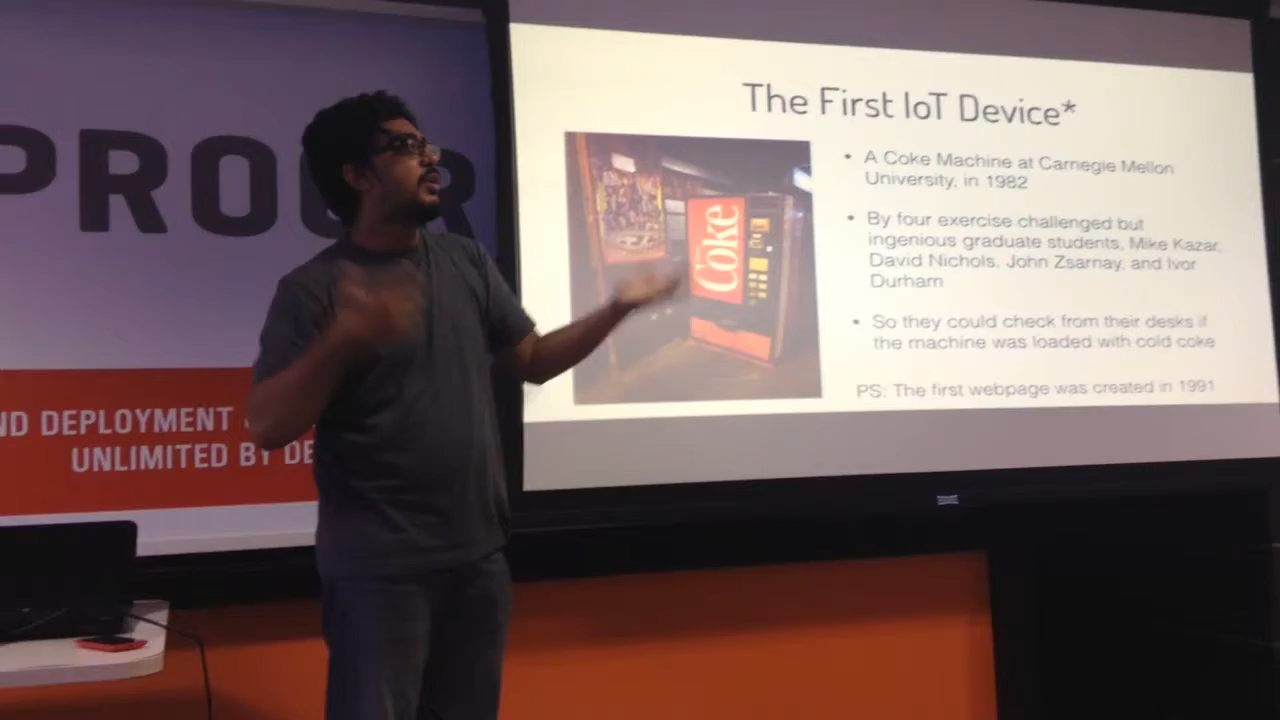 PROGR
ND DEPLOYMENT
UNLIMITED BY DE
The First IoT Device*
Coke
• A Coke Machine at Carnegie Mellon
University, in 1982
• By four exercise challenged but
ingenious graduate students, Mike Kazar,
David Nichols, John Zsarnay, and Ivor
Durham
• So they could check from their desks if
the machine was loaded with cold coke
PS: The first webpage was created in 1991